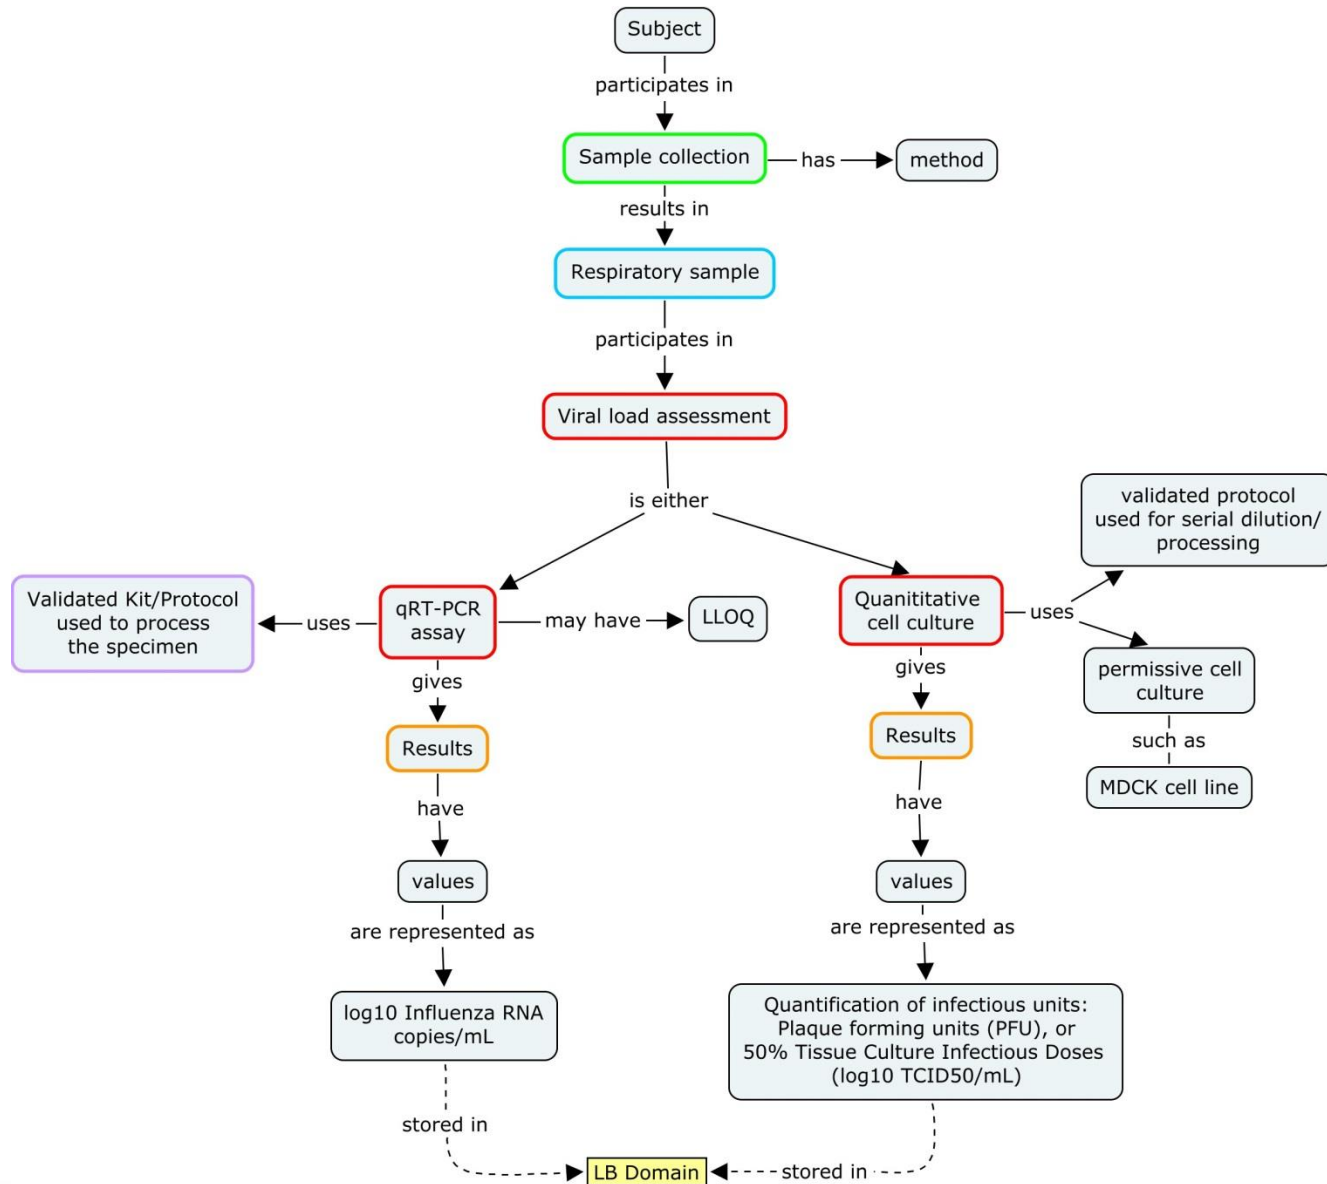 Subject
participates in
Sample collection
has
method
results in
Respiratory sample
participates in
Viral load assessment
is either
validated protocol
used for serial dilution/
processing
Validated Kit/Protocol
used to process
the specimen
uses
qRT-PCR
assay
may have
LLOQ
Quanititative
cell culture
uses
permissive cell
culture
such as
MDCK cell line
gives
gives
Results
Results
have
have
values
values
are represented as
are represented as
log10 Influenza RNA
copies/mL
Quantification of infectious units:
Plaque forming units (PFU), or
50% Tissue Culture Infectious Doses
(log10 TCID50/mL)
stored in
LB Domain
stored in